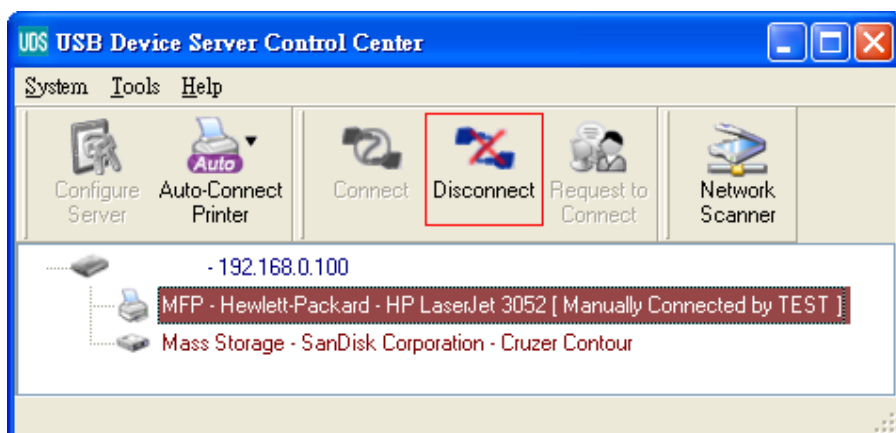 UDS USB Device Server Control Center
System Tools Help
Auto
Configure Server
Auto-Connect Printer
Connect
Disconnect
Request to Connect
Network Scanner
- 192.168.0.100
MFP - Hewlett-Packard - HP LaserJet 3052 [ Manually Connected by TEST ]
Mass Storage - SanDisk Corporation - Cruzer Contour